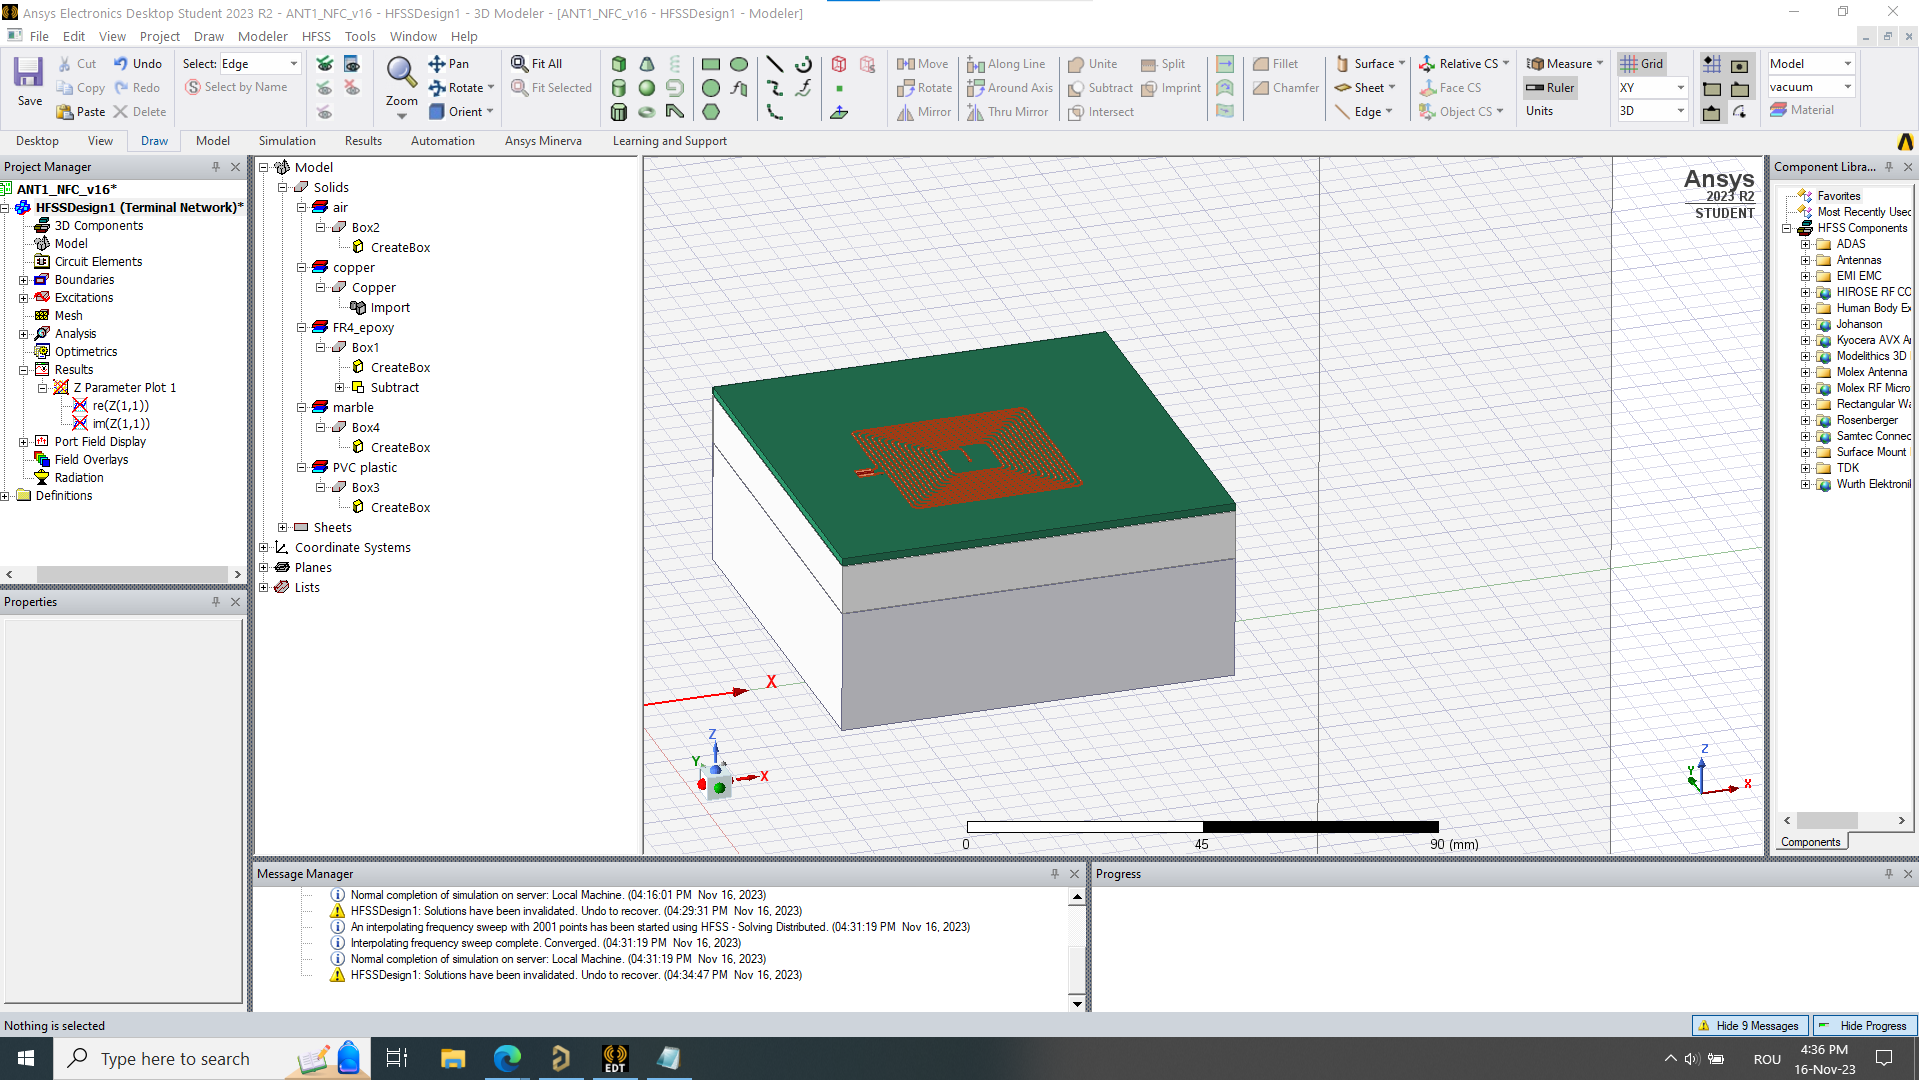 Ansys Electronics Desktop Student 2023 R2 - ANT1_NFC_v16 - HFSSDesign1 - 3D Modeler - [ANT1_NFC_v16 - HFSSDesign1 - Modeler]
File Edit View Project Draw Modeler HFSS Tools Window Help
Save
Cut
Copy
Paste
Undo
Redo
Delete
Select: Edge
Select by Name
Zoom
Pan
Rotate
Orient
Fit All
Fit Selected
Move
Rotate
Mirror
Along Line
Around Axis
Thru Mirror
Unite
Subtract
Intersect
Split
Imprint
Fillet
Chamfer
Surface
Sheet
Edge
Relative CS
Face CS
Object CS
Measure
Ruler
Units
Grid
XY
3D
Model
vacuum
Material
Desktop View Draw Model Simulation Results Automation Ansys Minerva Learning and Support
Project Manager
ANT1_NFC_v16*
HFSSDesign1 (Terminal Network)*
3D Components
Model
Circuit Elements
Boundaries
Excitations
Mesh
Analysis
Optimetrics
Results
Z Parameter Plot 1
re(Z(1,1))
im(Z(1,1))
Port Field Display
Field Overlays
Radiation
Definitions
Properties
Model
Solids
air
Box2
CreateBox
copper
Copper
Import
FR4_epoxy
Box1
CreateBox
Subtract
marble
Box4
CreateBox
PVC plastic
Box3
CreateBox
Sheets
Coordinate Systems
Planes
Lists
Ansys
2023 R2
STUDENT
X
Z
Y
X
Z
Y
X
0 45 90 (mm)
Component Libra...
Favorites
Most Recently Used
HFSS Components
ADAS
Antennas
EMI EMC
HIROSE RF CO
Human Body Ex
Johanson
Kyocera AVX A
Modelithics 3D
Molex Antenna
Molex RF Micro
Rectangular Wa
Rosenberger
Samtec Connec
Surface Mount
TDK
Wurth Elektronil
Components
Message Manager
Normal completion of simulation on server: Local Machine. (04:16:01 PM Nov 16, 2023)
HFSSDesign1: Solutions have been invalidated. Undo to recover. (04:29:31 PM Nov 16, 2023)
An interpolating frequency sweep with 2001 points has been started using HFSS - Solving Distributed. (04:31:19 PM Nov 16, 2023)
Interpolating frequency sweep complete. Converged. (04:31:19 PM Nov 16, 2023)
Normal completion of simulation on server: Local Machine. (04:31:19 PM Nov 16, 2023)
HFSSDesign1: Solutions have been invalidated. Undo to recover. (04:34:47 PM Nov 16, 2023)
Progress
Nothing is selected
Hide 9 Messages
Hide Progress
Type here to search
EDT
ROU
4:36 PM
16-Nov-23